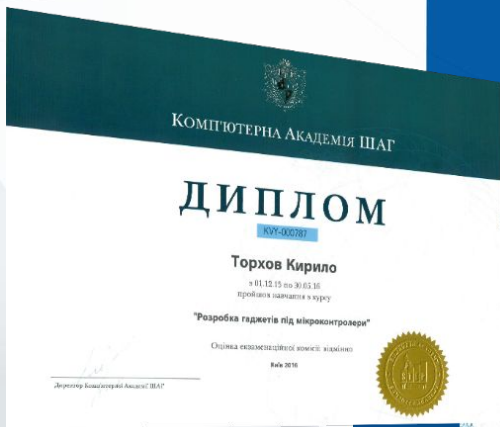 КОМП'ЮТЕРНА АКАДЕМІЯ ШАГ
ДИПЛОМ
KVY-000787
Торхов Кирило
з 01.12.15 по 30.05.16
пройшов навчання з курсу
"Розробка гаджетів під мікроконтролери"
Оцінка екзаменаційної комісії: відмінно
Київ 2016
Директор Комп'ютерної Академії ШАГ